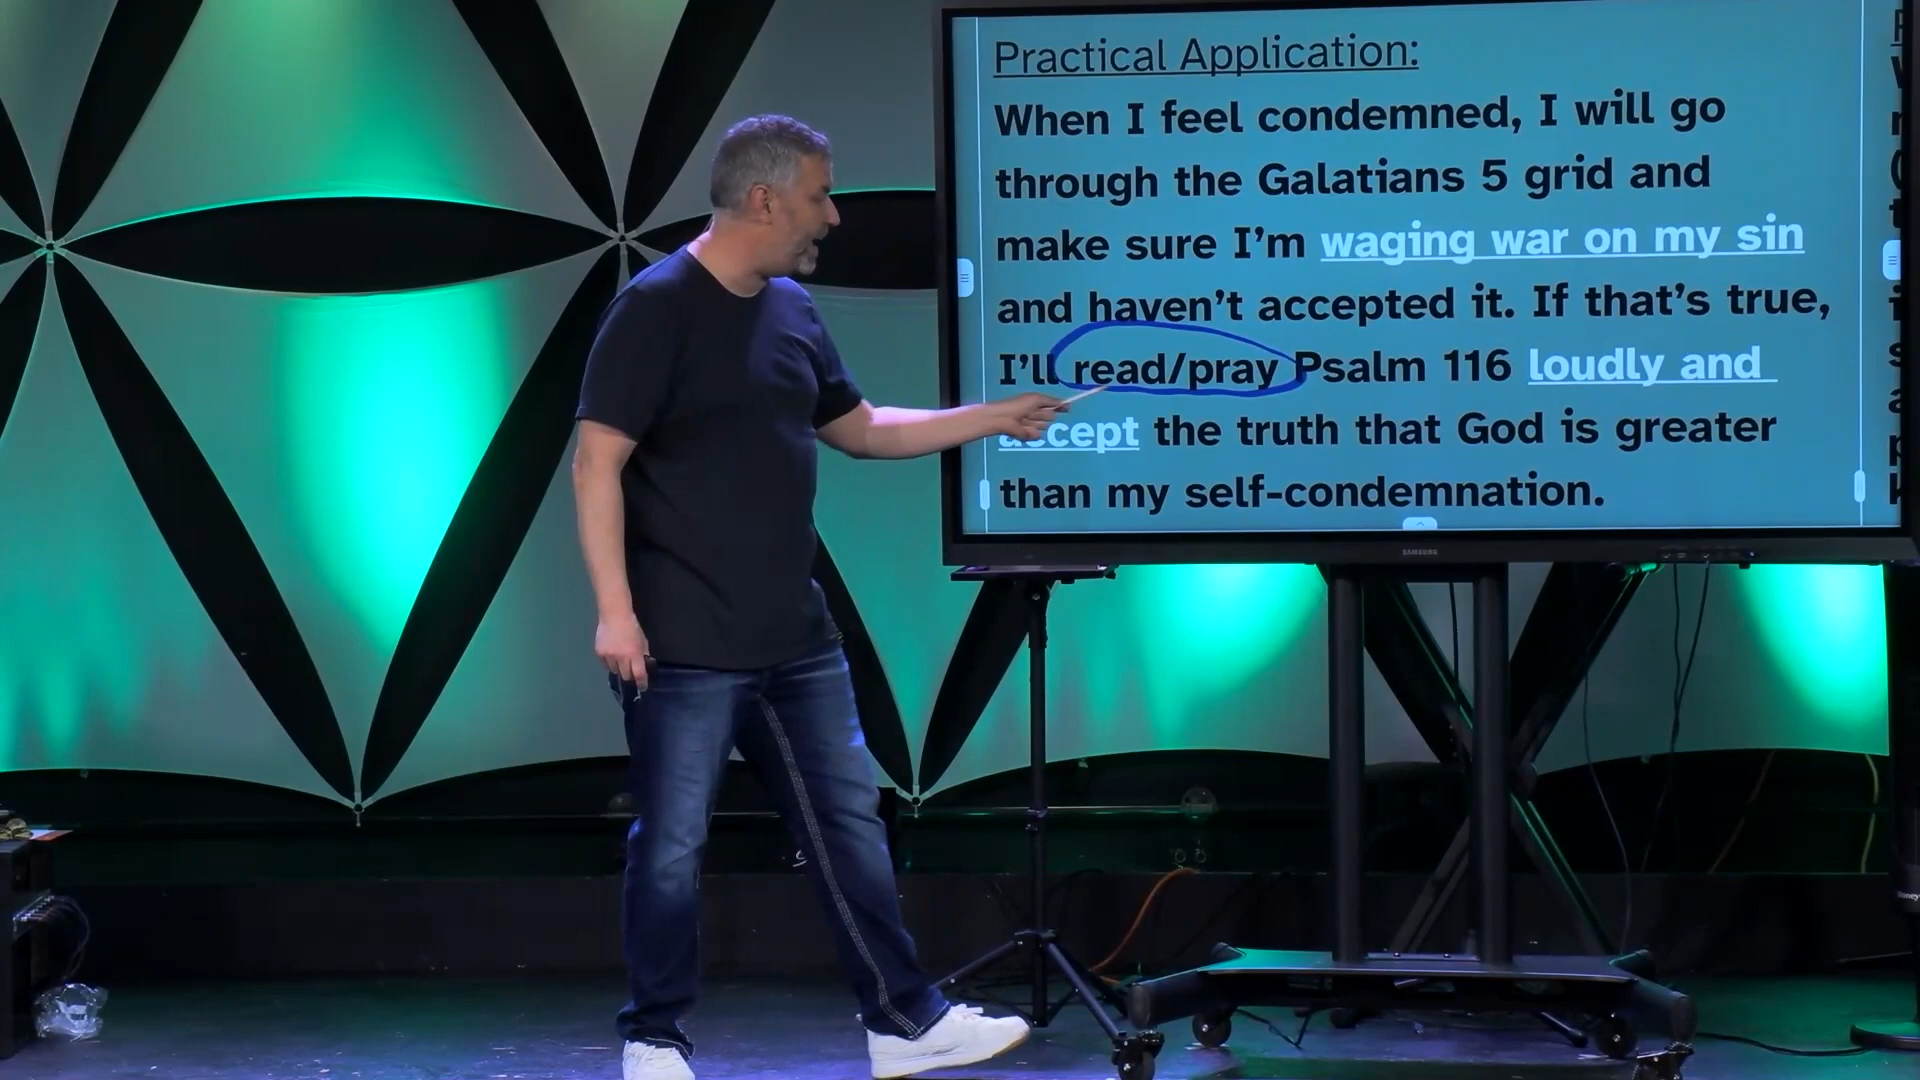 Practical Application:
When I feel condemned, I will go
through the Galatians 5 grid and
make sure I'm waging war on my sin
and haven't accepted it. If that's true,
I'll read/pray Psalm 116 loudly and
accept the truth that God is greater
than my self-condemnation.
SAMSUNG